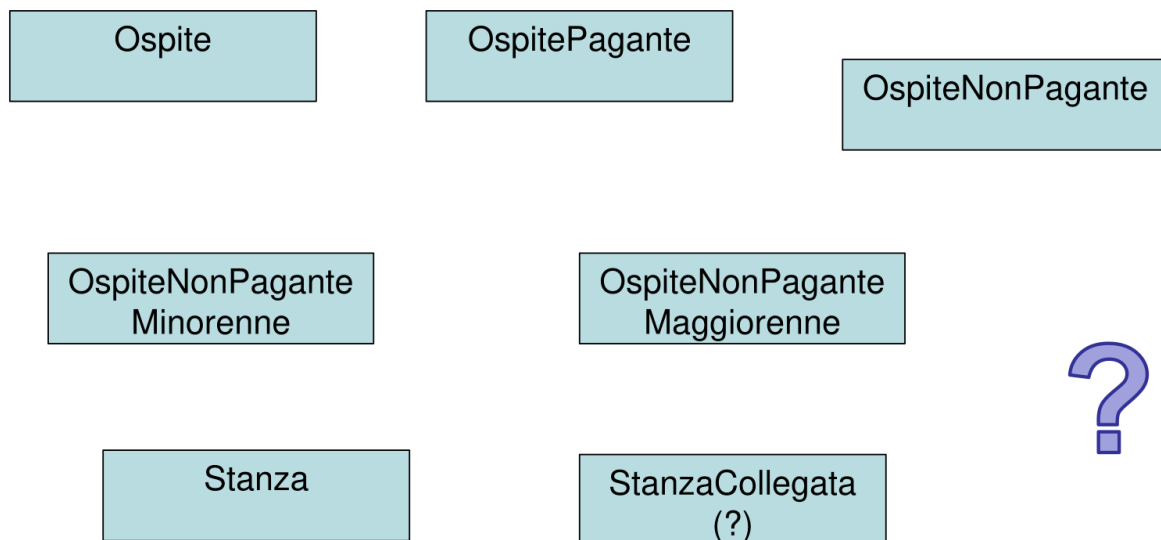 Ospite
OspitePagante
OspiteNonPagante
OspiteNonPagante
Minorenne
OspiteNonPagante
Maggiorenne
?
Stanza
StanzaCollegata
(?)